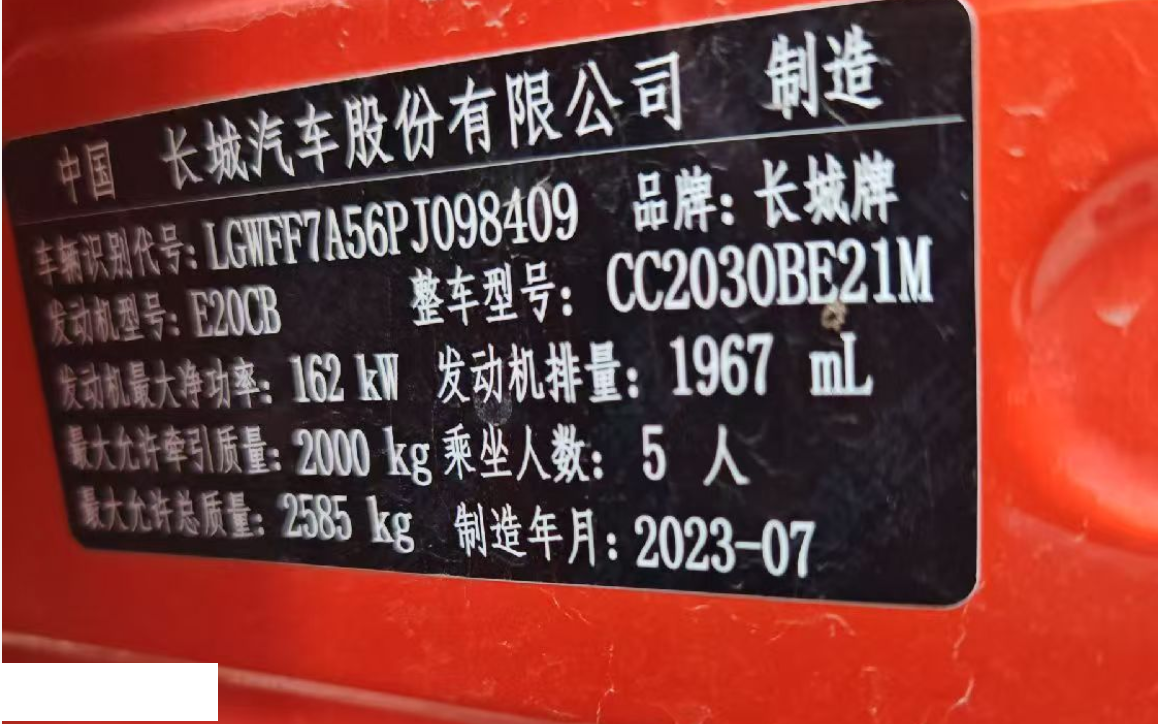 中国 长城汽车股份有限公司 制造
车辆识别代号：LGWFF7A56PJ098409 品牌：长城牌
发动机型号：E20CB 整车型号：CC2030BE21M
发动机最大净功率：162 kW 发动机排量：1967 mL
最大允许牵引质量：2000 kg 乘坐人数：5 人
最大允许总质量：2585 kg 制造年月：2023-07